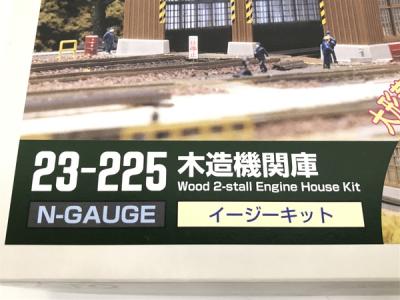 23-225 木造機関庫
Wood 2-stall Engine House Kit
N-GAUGE イージーキット